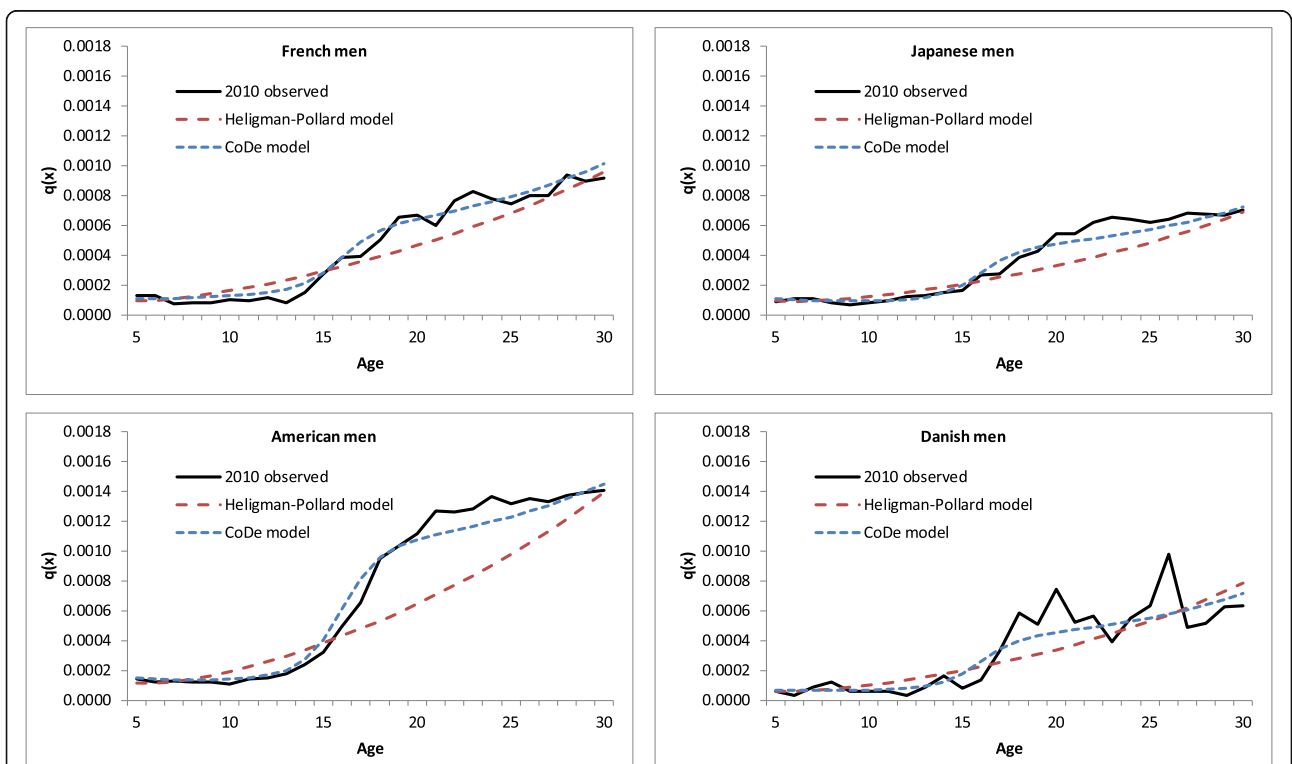 French men
0.0018
0.0016
0.0014
0.0012
0.0010
0.0008
0.0006
0.0004
0.0002
0.0000
q(x)
2010 observed
Heligman-Pollard model
CoDe model
5 10 15 20 25 30
Age
Japanese men
0.0018
0.0016
0.0014
0.0012
0.0010
0.0008
0.0006
0.0004
0.0002
0.0000
q(x)
2010 observed
Heligman-Pollard model
CoDe model
5 10 15 20 25 30
Age
American men
0.0018
0.0016
0.0014
0.0012
0.0010
0.0008
0.0006
0.0004
0.0002
0.0000
q(x)
2010 observed
Heligman-Pollard model
CoDe model
5 10 15 20 25 30
Age
Danish men
0.0018
0.0016
0.0014
0.0012
0.0010
0.0008
0.0006
0.0004
0.0002
0.0000
q(x)
2010 observed
Heligman-Pollard model
CoDe model
5 10 15 20 25 30
Age